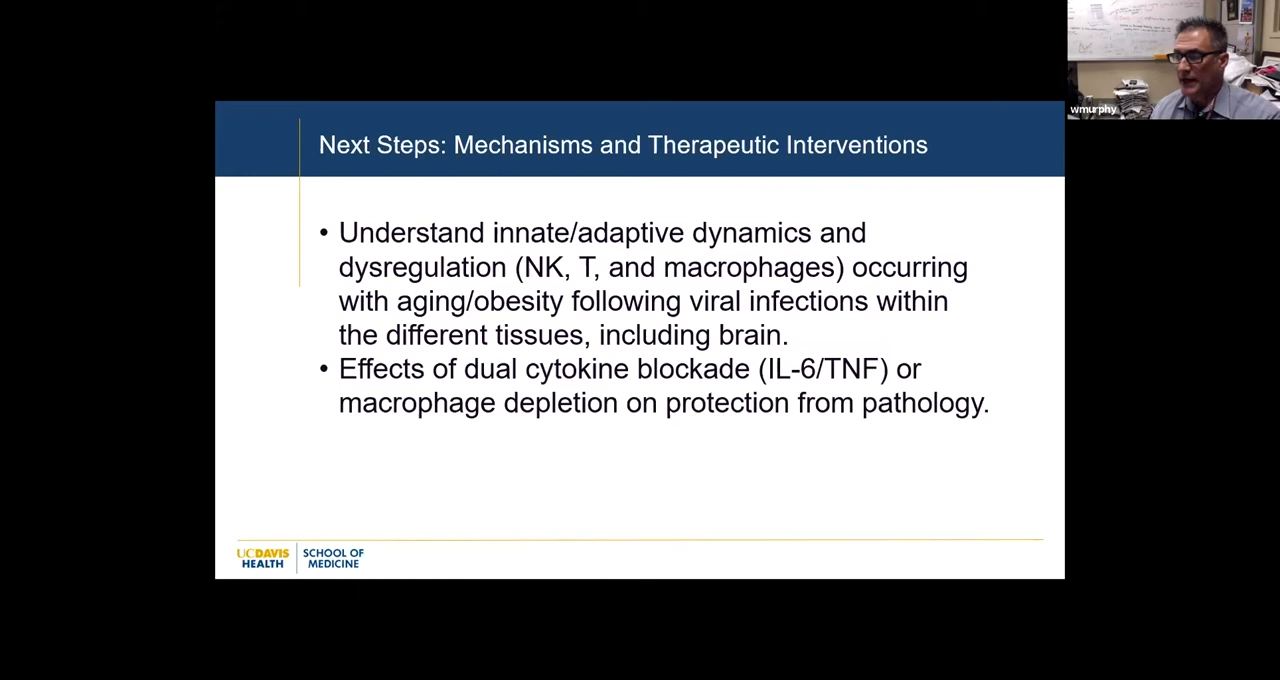 wmurphy
Next Steps: Mechanisms and Therapeutic Interventions
• Understand innate/adaptive dynamics and
dysregulation (NK, T, and macrophages) occurring
with aging/obesity following viral infections within
the different tissues, including brain.
• Effects of dual cytokine blockade (IL-6/TNF) or
macrophage depletion on protection from pathology.
UCDAVIS
HEALTH
SCHOOL OF
MEDICINE